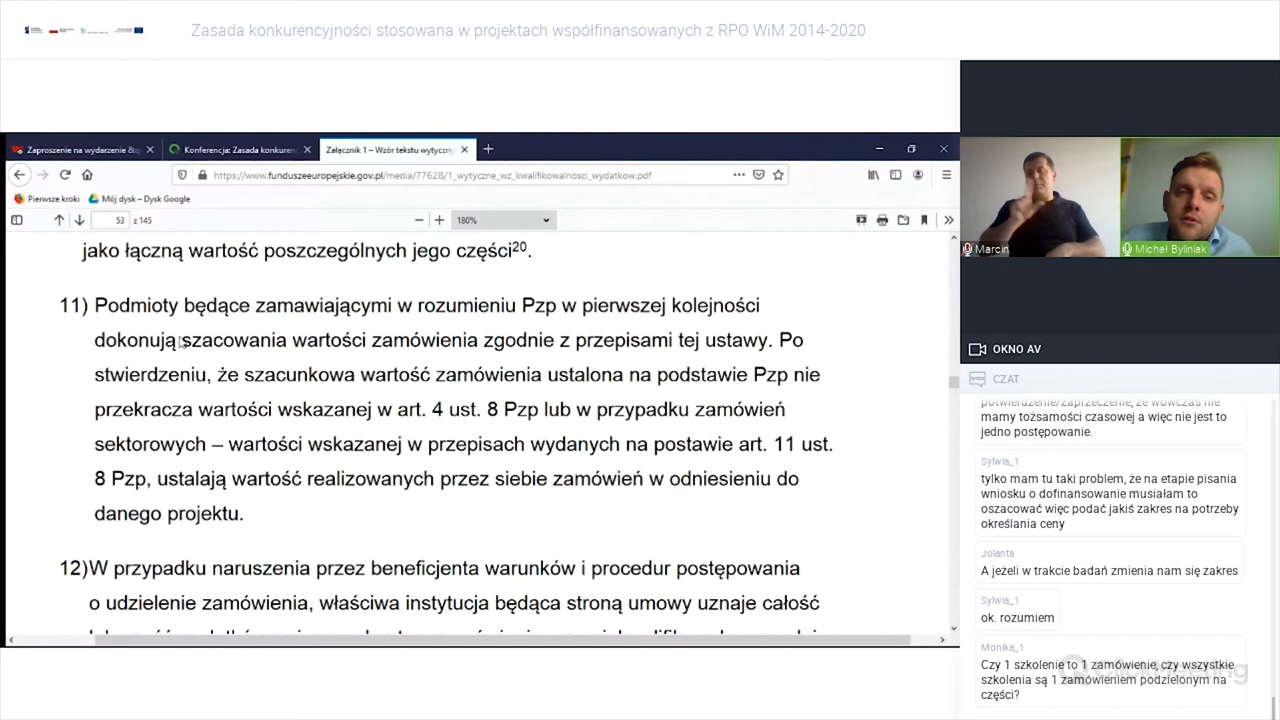 Zasada konkurencyjności stosowana w projektach współfinansowanych z RPO WiM 2014-2020
Zaproszenie na wydarzenie &bdq
Konferencja: Zasada konkurenc
Załącznik 1 – Wzór tekstu wytyczny
https://www.funduszeeuropejskie.gov.pl/media/77628/1_wytyczne_wz_kwalifikowalnosci_wydatkow.pdf
Pierwsze kroki
Mój dysk – Dysk Google
53
z 145
180%
jako łączną wartość poszczególnych jego części20.
11) Podmioty będące zamawiającymi w rozumieniu Pzp w pierwszej kolejności
dokonują szacowania wartości zamówienia zgodnie z przepisami tej ustawy. Po
stwierdzeniu, że szacunkowa wartość zamówienia ustalona na podstawie Pzp nie
przekracza wartości wskazanej w art. 4 ust. 8 Pzp lub w przypadku zamówień
sektorowych – wartości wskazanej w przepisach wydanych na postawie art. 11 ust.
8 Pzp, ustalają wartość realizowanych przez siebie zamówień w odniesieniu do
danego projektu.
12)W przypadku naruszenia przez beneficjenta warunków i procedur postępowania
o udzielenie zamówienia, właściwa instytucja będąca stroną umowy uznaje całość
Marcin
Michał Byliniak
OKNO AV
CZAT
potwierdzenie/zaprzeczenie, że wówczas nie
mamy tożsamości czasowej a więc nie jest to
jedno postępowanie.
Sylwia_1
tylko mam tu taki problem, że na etapie pisania
wniosku o dofinansowanie musiałam to
oszacować więc podać jakiś zakres na potrzeby
określania ceny
Jolanta
A jeżeli w trakcie badań zmienia nam się zakres
Sylwia_1
ok. rozumiem
Monika_1
Czy 1 szkolenie to 1 zamówienie, czy wszystkie
szkolenia są 1 zamówieniem podzielonym na
części?
ClickMeeting